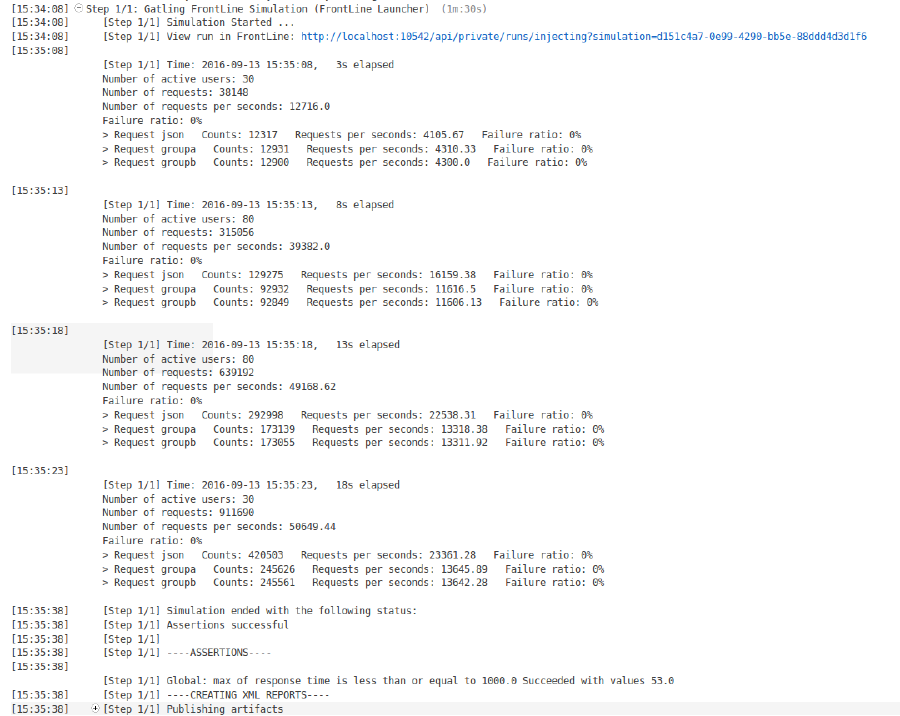 [15:34:08] Step 1/1: Gatling FrontLine Simulation (FrontLine Launcher) (1m:30s)
[15:34:08] [Step 1/1] Simulation Started ...
[15:34:08] [Step 1/1] View run in FrontLine: http://localhost:10542/api/private/runs/injecting?simulation=d151c4a7-0e99-4290-bb5e-88ddd4d3d1f6
[15:35:08]
[Step 1/1] Time: 2016-09-13 15:35:08, 3s elapsed
Number of active users: 30
Number of requests: 38148
Number of requests per seconds: 12716.0
Failure ratio: 0%
> Request json Counts: 12317 Requests per seconds: 4105.67 Failure ratio: 0%
> Request groupa Counts: 12931 Requests per seconds: 4310.33 Failure ratio: 0%
> Request groupb Counts: 12900 Requests per seconds: 4300.0 Failure ratio: 0%
[15:35:13]
[Step 1/1] Time: 2016-09-13 15:35:13, 8s elapsed
Number of active users: 80
Number of requests: 315056
Number of requests per seconds: 39382.0
Failure ratio: 0%
> Request json Counts: 129275 Requests per seconds: 16159.38 Failure ratio: 0%
> Request groupa Counts: 92932 Requests per seconds: 11616.5 Failure ratio: 0%
> Request groupb Counts: 92849 Requests per seconds: 11606.13 Failure ratio: 0%
[15:35:18]
[Step 1/1] Time: 2016-09-13 15:35:18, 13s elapsed
Number of active users: 80
Number of requests: 639192
Number of requests per seconds: 49168.62
Failure ratio: 0%
> Request json Counts: 292998 Requests per seconds: 22538.31 Failure ratio: 0%
> Request groupa Counts: 173139 Requests per seconds: 13318.38 Failure ratio: 0%
> Request groupb Counts: 173055 Requests per seconds: 13311.92 Failure ratio: 0%
[15:35:23]
[Step 1/1] Time: 2016-09-13 15:35:23, 18s elapsed
Number of active users: 30
Number of requests: 911690
Number of requests per seconds: 50649.44
Failure ratio: 0%
> Request json Counts: 420503 Requests per seconds: 23361.28 Failure ratio: 0%
> Request groupa Counts: 245626 Requests per seconds: 13645.89 Failure ratio: 0%
> Request groupb Counts: 245561 Requests per seconds: 13642.28 Failure ratio: 0%
[15:35:38] [Step 1/1] Simulation ended with the following status:
[15:35:38] [Step 1/1] Assertions successful
[15:35:38] [Step 1/1]
[15:35:38] [Step 1/1] ----ASSERTIONS----
[15:35:38]
[Step 1/1] Global: max of response time is less than or equal to 1000.0 Succeeded with values 53.0
[15:35:38] [Step 1/1] ----CREATING XML REPORTS----
[15:35:38] [Step 1/1] Publishing artifacts